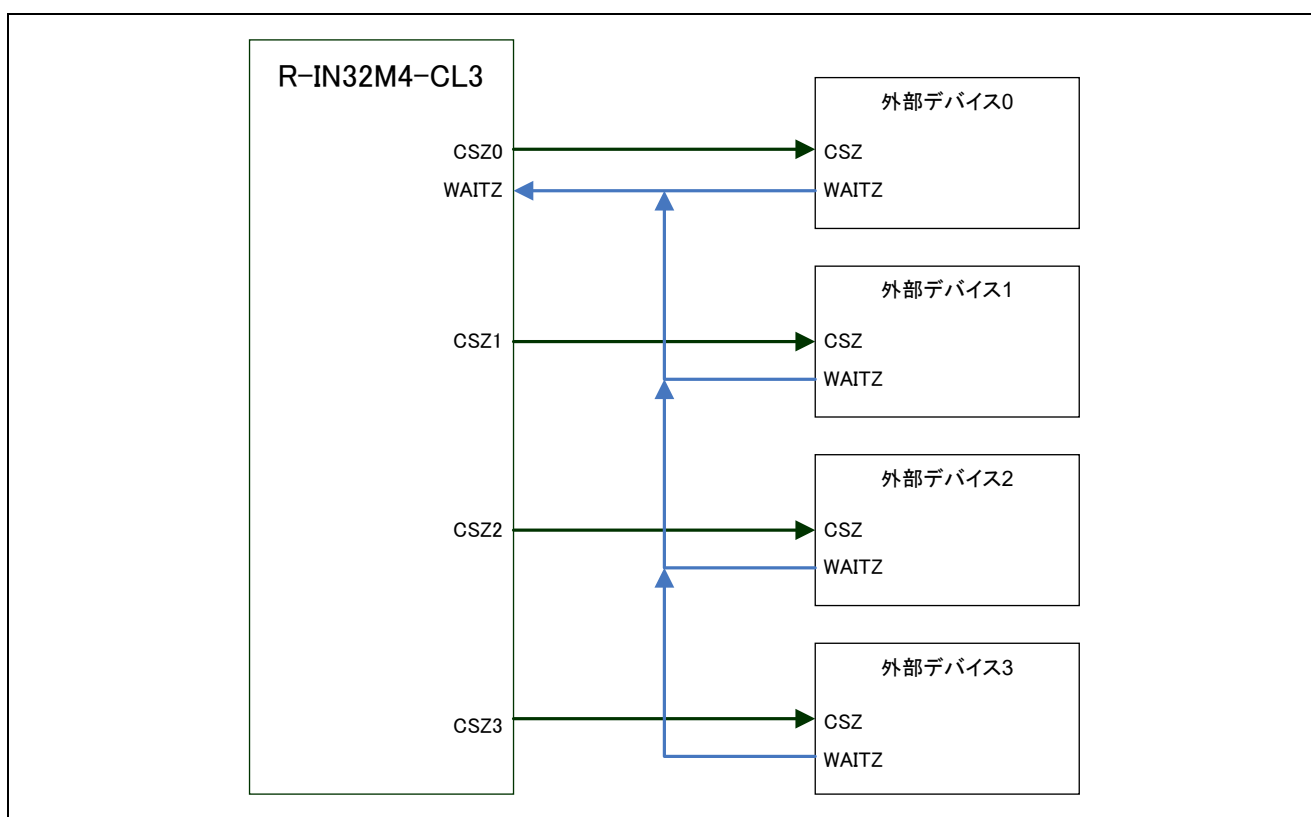 R-IN32M4-CL3
外部デバイス0
CSZ0
CSZ
WAITZ
WAITZ
外部デバイス1
CSZ1
CSZ
WAITZ
外部デバイス2
CSZ2
CSZ
WAITZ
外部デバイス3
CSZ3
CSZ
WAITZ